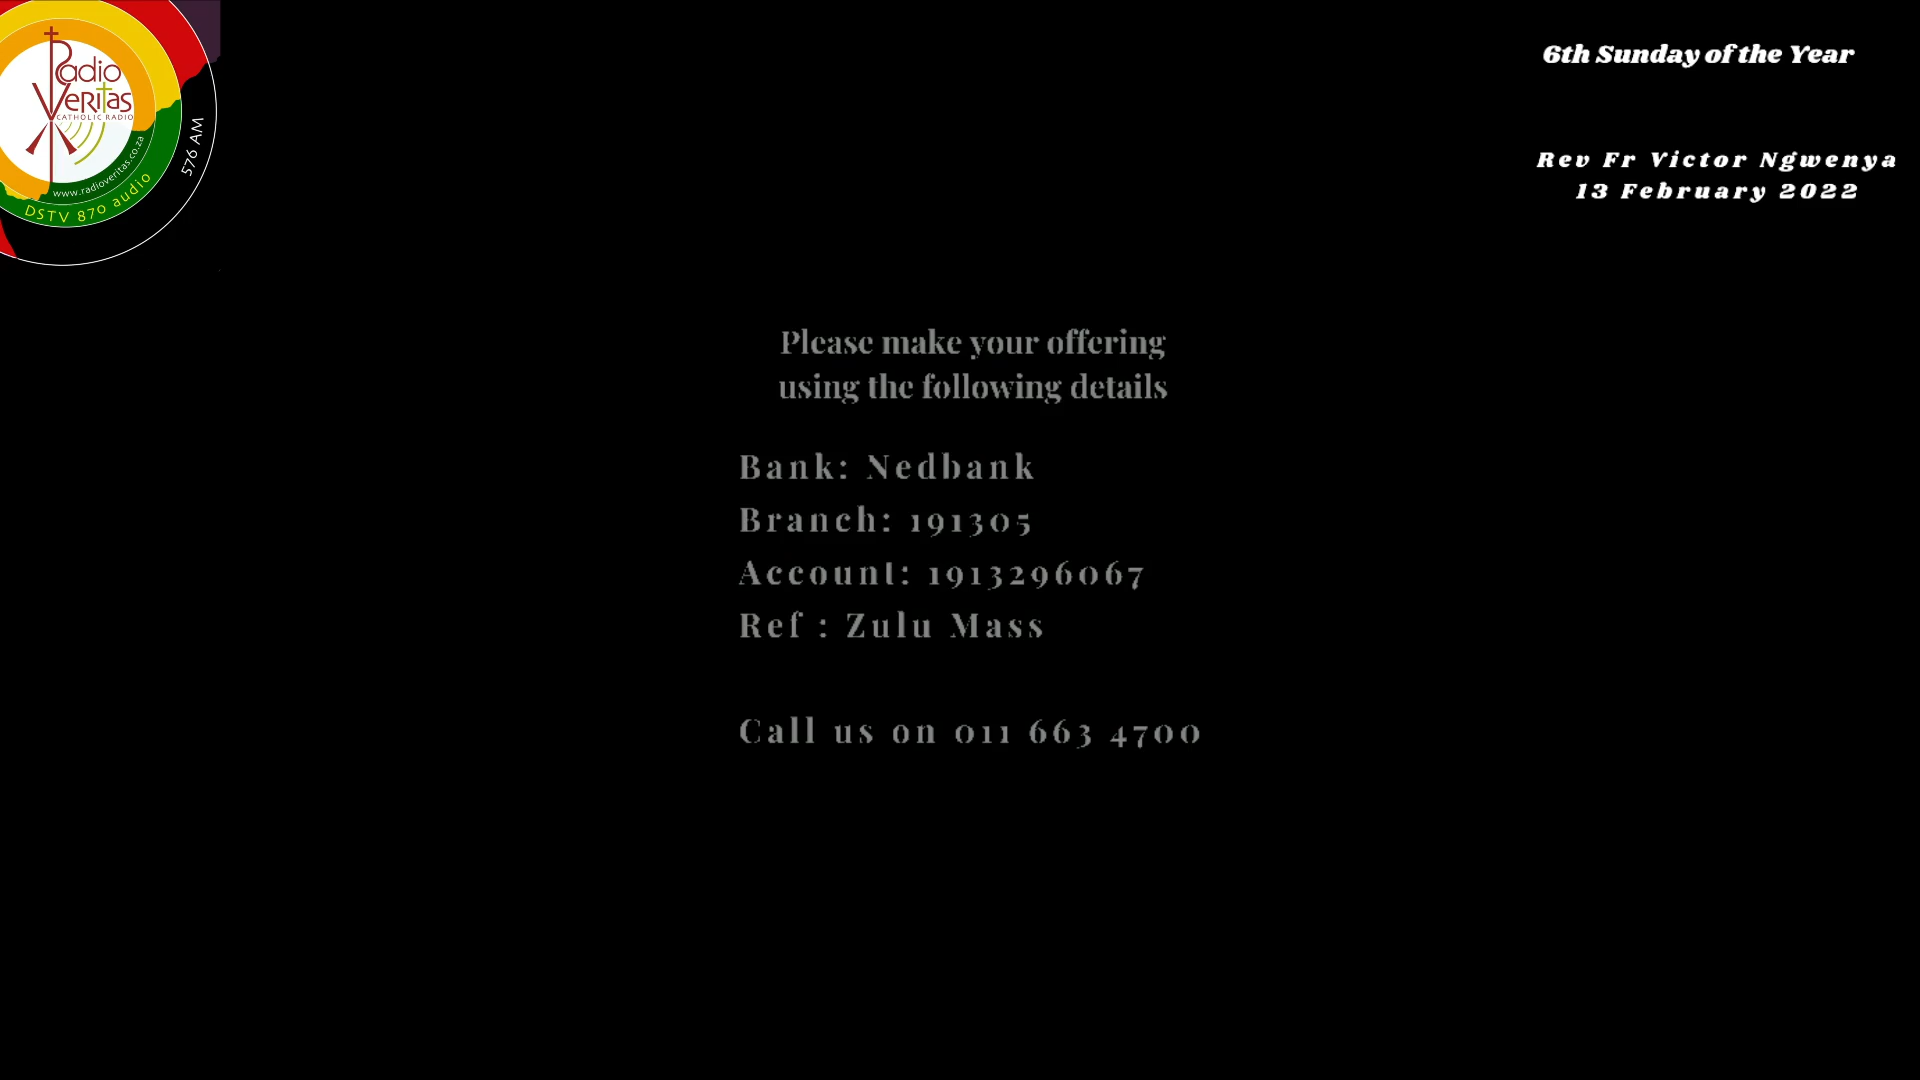 Radio
Veritas
CATHOLIC RADIO
www.radioveritas.co.za
DSTV 870 audio
576 AM
6th Sunday of the Year
Rev Fr Victor Ngwenya
13 February 2022
Please make your offering
using the following details
Bank: Nedbank
Branch: 191305
Account: 1913296067
Ref : Zulu Mass
Call us on 011 663 4700